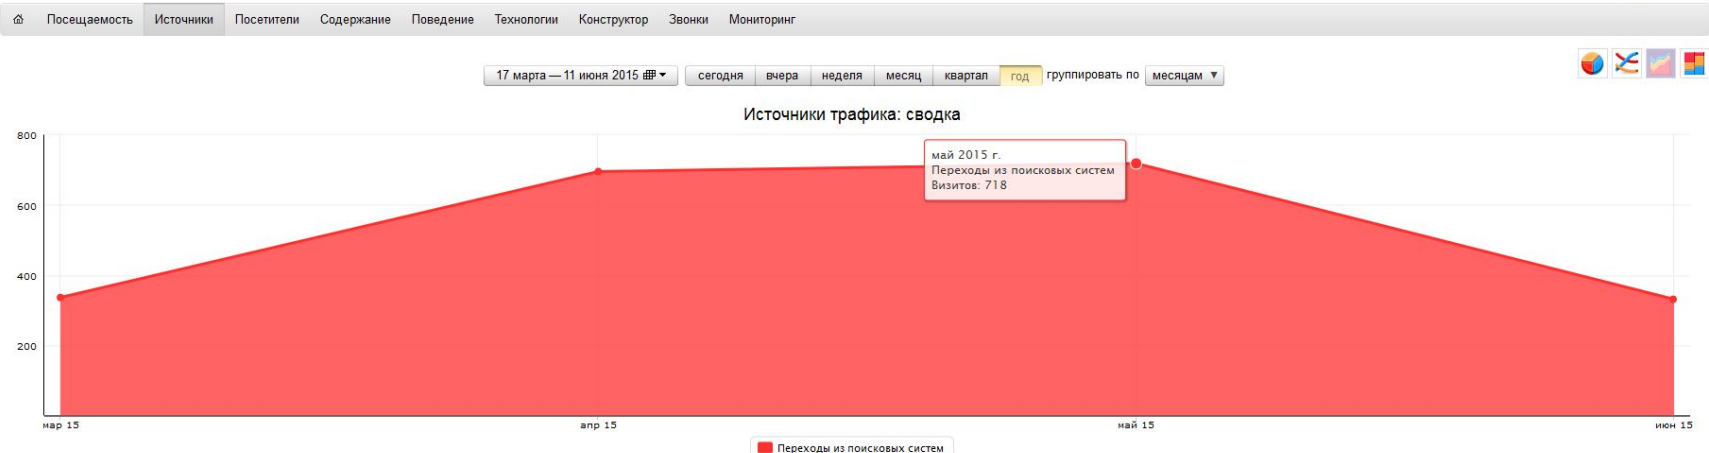 Посещаемость Источники Посетители Содержание Поведение Технологии Конструктор Звонки Мониторинг
17 марта — 11 июня 2015 сегодня вчера неделя месяц квартал год группировать по месяцам
Источники трафика: сводка
800
май 2015 г.
Переходы из поисковых систем
Визитов: 718
600
400
200
мар 15 апр 15 май 15 июн 15
Переходы из поисковых систем